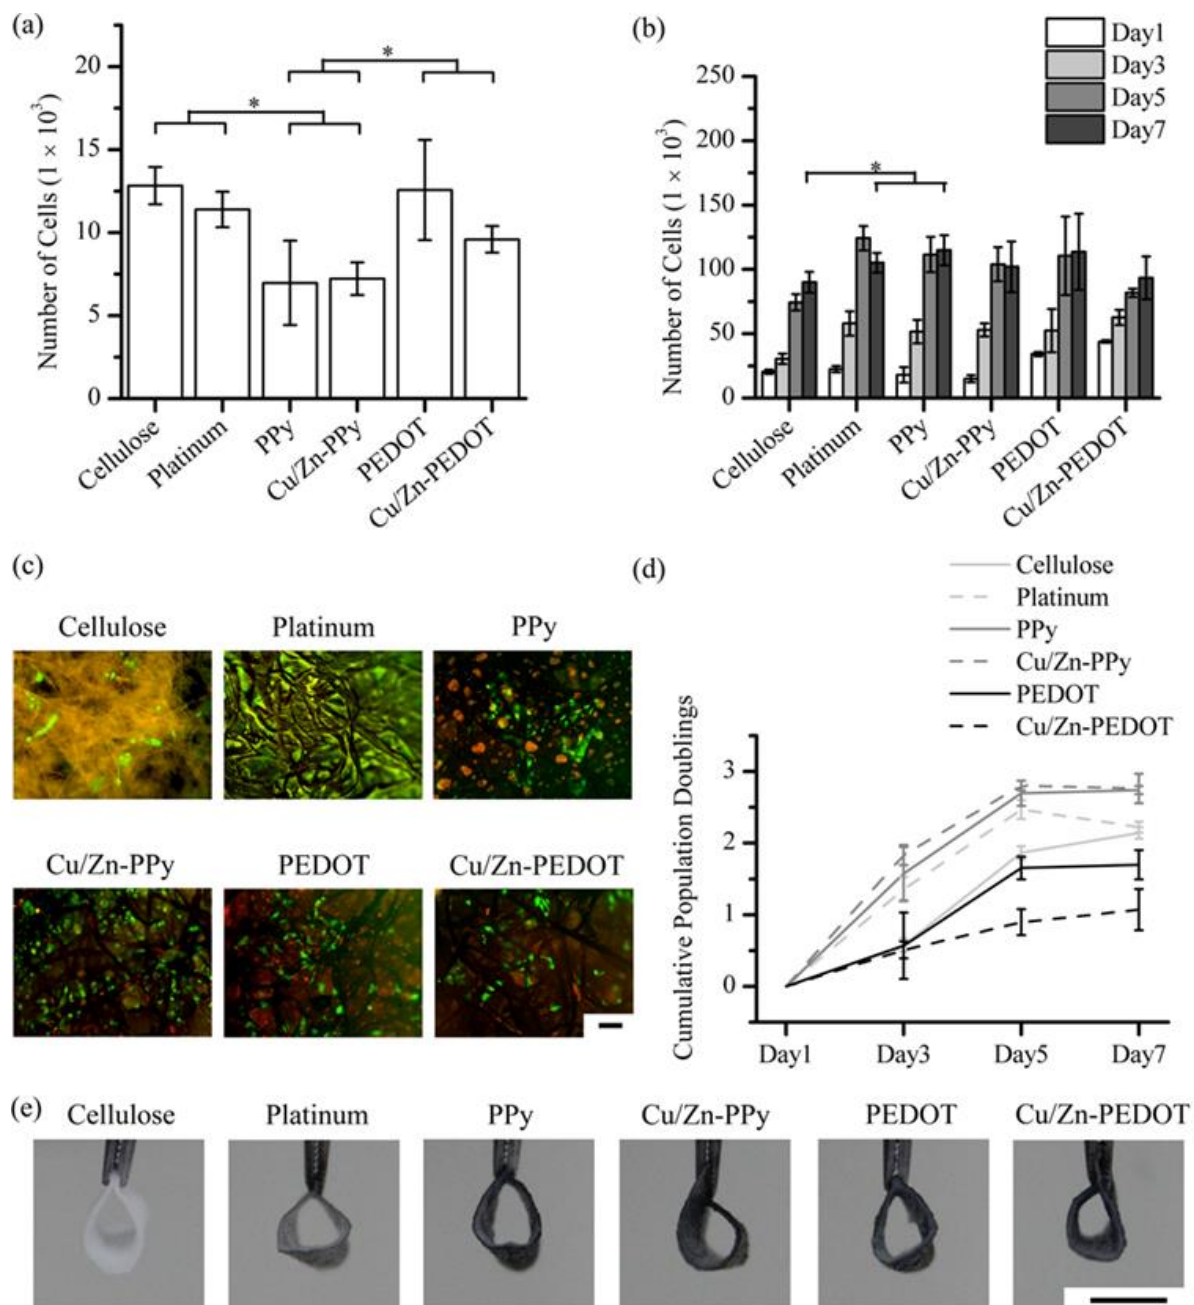 (a)
Number of Cells (1 × 10³)
20
15
10
5
0
*
*
Cellulose
Platinum
PPy
Cu/Zn-PPy
PEDOT
Cu/Zn-PEDOT
(b)
Day1
Day3
Day5
Day7
Number of Cells (1 × 10³)
250
200
150
100
50
0
*
Cellulose
Platinum
PPy
Cu/Zn-PPy
PEDOT
Cu/Zn-PEDOT
(c)
Cellulose Platinum PPy
Cu/Zn-PPy PEDOT Cu/Zn-PEDOT
(d)
Cellulose
Platinum
PPy
Cu/Zn-PPy
PEDOT
Cu/Zn-PEDOT
Cumulative Population Doublings
3
2
1
0
Day1 Day3 Day5 Day7
(e)
Cellulose Platinum PPy Cu/Zn-PPy PEDOT Cu/Zn-PEDOT